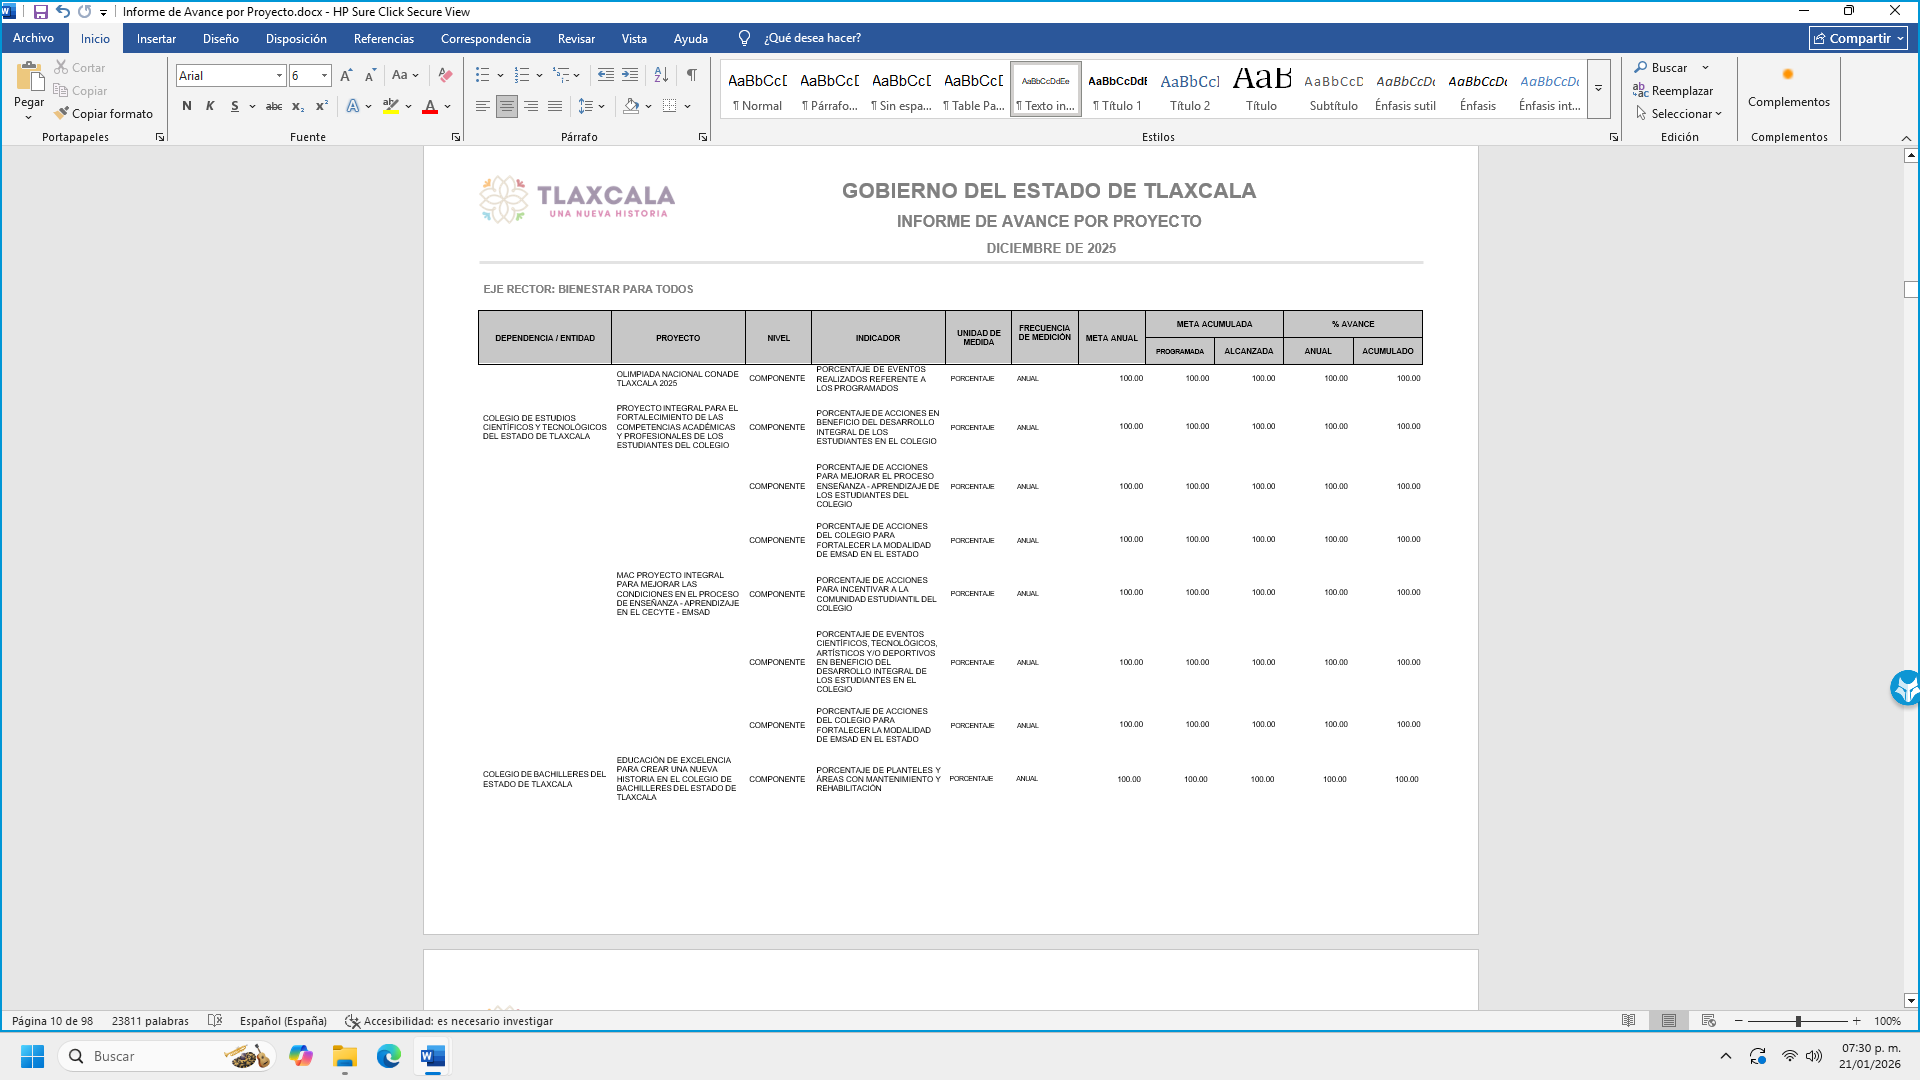 Informe de Avance por Proyecto.docx - HP Sure Click Secure View
Archivo
Inicio
Insertar
Diseño
Disposición
Referencias
Correspondencia
Revisar
Vista
Ayuda
¿Qué desea hacer?
Compartir
Pegar
Cortar
Copiar
Copiar formato
Portapapeles
Arial
6
Fuente
Párrafo
AaBbCcI
¶ Normal
AaBbCcI
¶ Párrafo...
AaBbCcI
¶ Sin espa...
AaBbCcI
¶ Table Pa...
AaBbCcDdEe
¶ Texto in...
AaBbCcDdE
¶ Título 1
AaBbCcI
Título 2
AaB
Título
AaBbCcD
Subtítulo
AaBbCcDc
Énfasis sutil
AaBbCcDc
Énfasis
AaBbCcDc
Énfasis int...
Estilos
Buscar
Reemplazar
Seleccionar
Edición
Complementos
Complementos
TLAXCALA
UNA NUEVA HISTORIA
GOBIERNO DEL ESTADO DE TLAXCALA
INFORME DE AVANCE POR PROYECTO
DICIEMBRE DE 2025
EJE RECTOR: BIENESTAR PARA TODOS
DEPENDENCIA / ENTIDAD
PROYECTO
NIVEL
INDICADOR
UNIDAD DE
MEDIDA
FRECUENCIA
DE MEDICIÓN
META ANUAL
META ACUMULADA
PROGRAMADA
ALCANZADA
% AVANCE
ANUAL
ACUMULADO
OLIMPIADA NACIONAL CONADE
TLAXCALA 2025
COMPONENTE
PORCENTAJE DE EVENTOS
REALIZADOS REFERENTE A
LOS PROGRAMADOS
PORCENTAJE
ANUAL
100.00 100.00 100.00 100.00 100.00
COLEGIO DE ESTUDIOS
CIENTÍFICOS Y TECNOLÓGICOS
DEL ESTADO DE TLAXCALA
PROYECTO INTEGRAL PARA EL
FORTALECIMIENTO DE LAS
COMPETENCIAS ACADÉMICAS
Y PROFESIONALES DE LOS
ESTUDIANTES DEL COLEGIO
COMPONENTE
PORCENTAJE DE ACCIONES EN
BENEFICIO DEL DESARROLLO
INTEGRAL DE LOS
ESTUDIANTES EN EL COLEGIO
PORCENTAJE
ANUAL
100.00 100.00 100.00 100.00 100.00
COMPONENTE
PORCENTAJE DE ACCIONES
PARA MEJORAR EL PROCESO
ENSEÑANZA - APRENDIZAJE DE
LOS ESTUDIANTES DEL
COLEGIO
PORCENTAJE
ANUAL
100.00 100.00 100.00 100.00 100.00
COMPONENTE
PORCENTAJE DE ACCIONES
DEL COLEGIO PARA
FORTALECER LA MODALIDAD
DE EMSAD EN EL ESTADO
PORCENTAJE
ANUAL
100.00 100.00 100.00 100.00 100.00
MAC PROYECTO INTEGRAL
PARA MEJORAR LAS
CONDICIONES EN EL PROCESO
DE ENSEÑANZA - APRENDIZAJE
EN EL CECYTE - EMSAD
COMPONENTE
PORCENTAJE DE ACCIONES
PARA INCENTIVAR A LA
COMUNIDAD ESTUDIANTIL DEL
COLEGIO
PORCENTAJE
ANUAL
100.00 100.00 100.00 100.00 100.00
COMPONENTE
PORCENTAJE DE EVENTOS
CIENTÍFICOS, TECNOLÓGICOS,
ARTÍSTICOS Y/O DEPORTIVOS
EN BENEFICIO DEL
DESARROLLO INTEGRAL DE
LOS ESTUDIANTES EN EL
COLEGIO
PORCENTAJE
ANUAL
100.00 100.00 100.00 100.00 100.00
COMPONENTE
PORCENTAJE DE ACCIONES
DEL COLEGIO PARA
FORTALECER LA MODALIDAD
DE EMSAD EN EL ESTADO
PORCENTAJE
ANUAL
100.00 100.00 100.00 100.00 100.00
COLEGIO DE BACHILLERES DEL
ESTADO DE TLAXCALA
EDUCACIÓN DE EXCELENCIA
PARA CREAR UNA NUEVA
HISTORIA EN EL COLEGIO DE
BACHILLERES DEL ESTADO DE
TLAXCALA
COMPONENTE
PORCENTAJE DE PLANTELES Y
ÁREAS CON MANTENIMIENTO Y
REHABILITACIÓN
PORCENTAJE
ANUAL
100.00 100.00 100.00 100.00 100.00
Página 10 de 98
23811 palabras
Español (España)
Accesibilidad: es necesario investigar
100%
Buscar
07:30 p. m.
21/01/2026